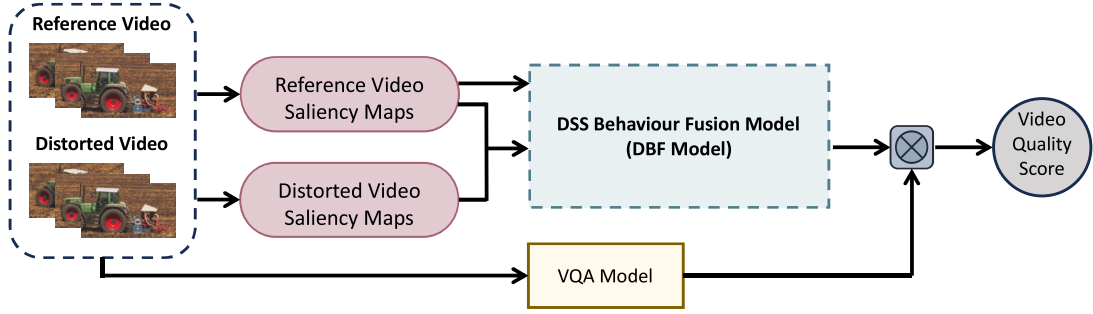 Reference Video
Distorted Video
Reference Video
Saliency Maps
Distorted Video
Saliency Maps
DSS Behaviour Fusion Model
(DBF Model)
VQA Model
Video
Quality
Score